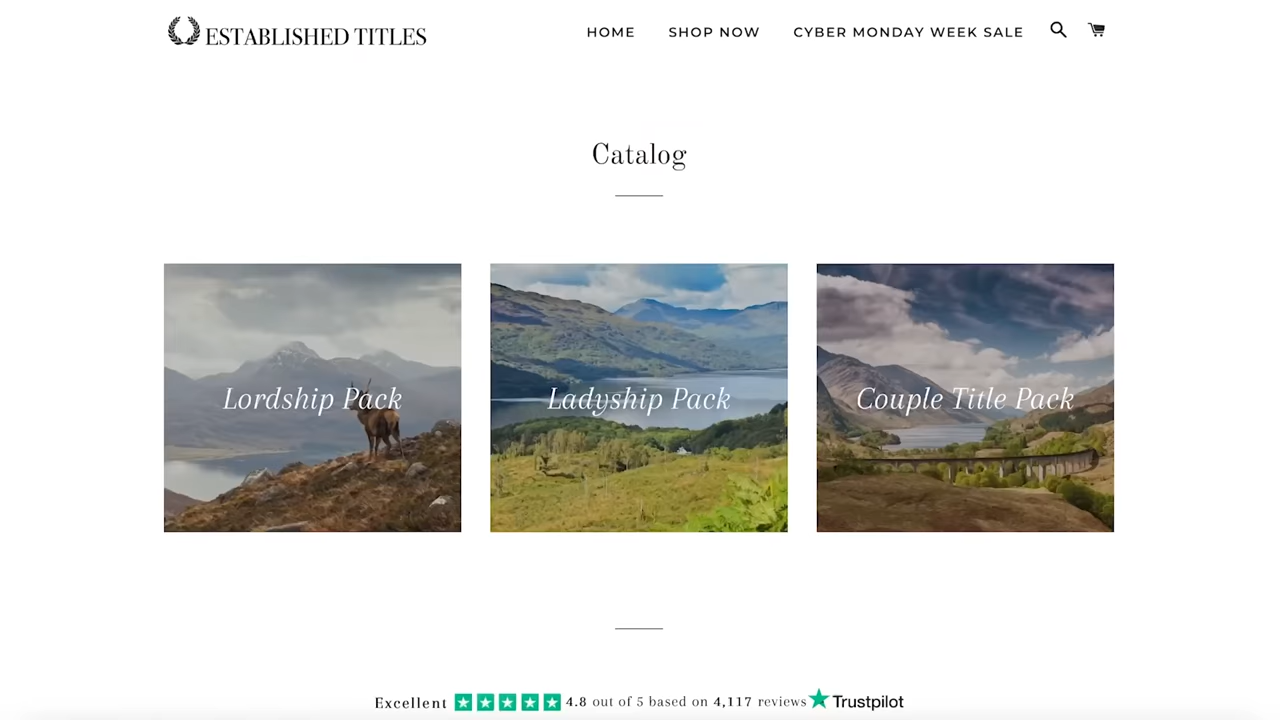 ESTABLISHED TITLES
HOME SHOP NOW CYBER MONDAY WEEK SALE
Catalog
Lordship Pack
Ladyship Pack
Couple Title Pack
Excellent 4.8 out of 5 based on 4,117 reviews Trustpilot